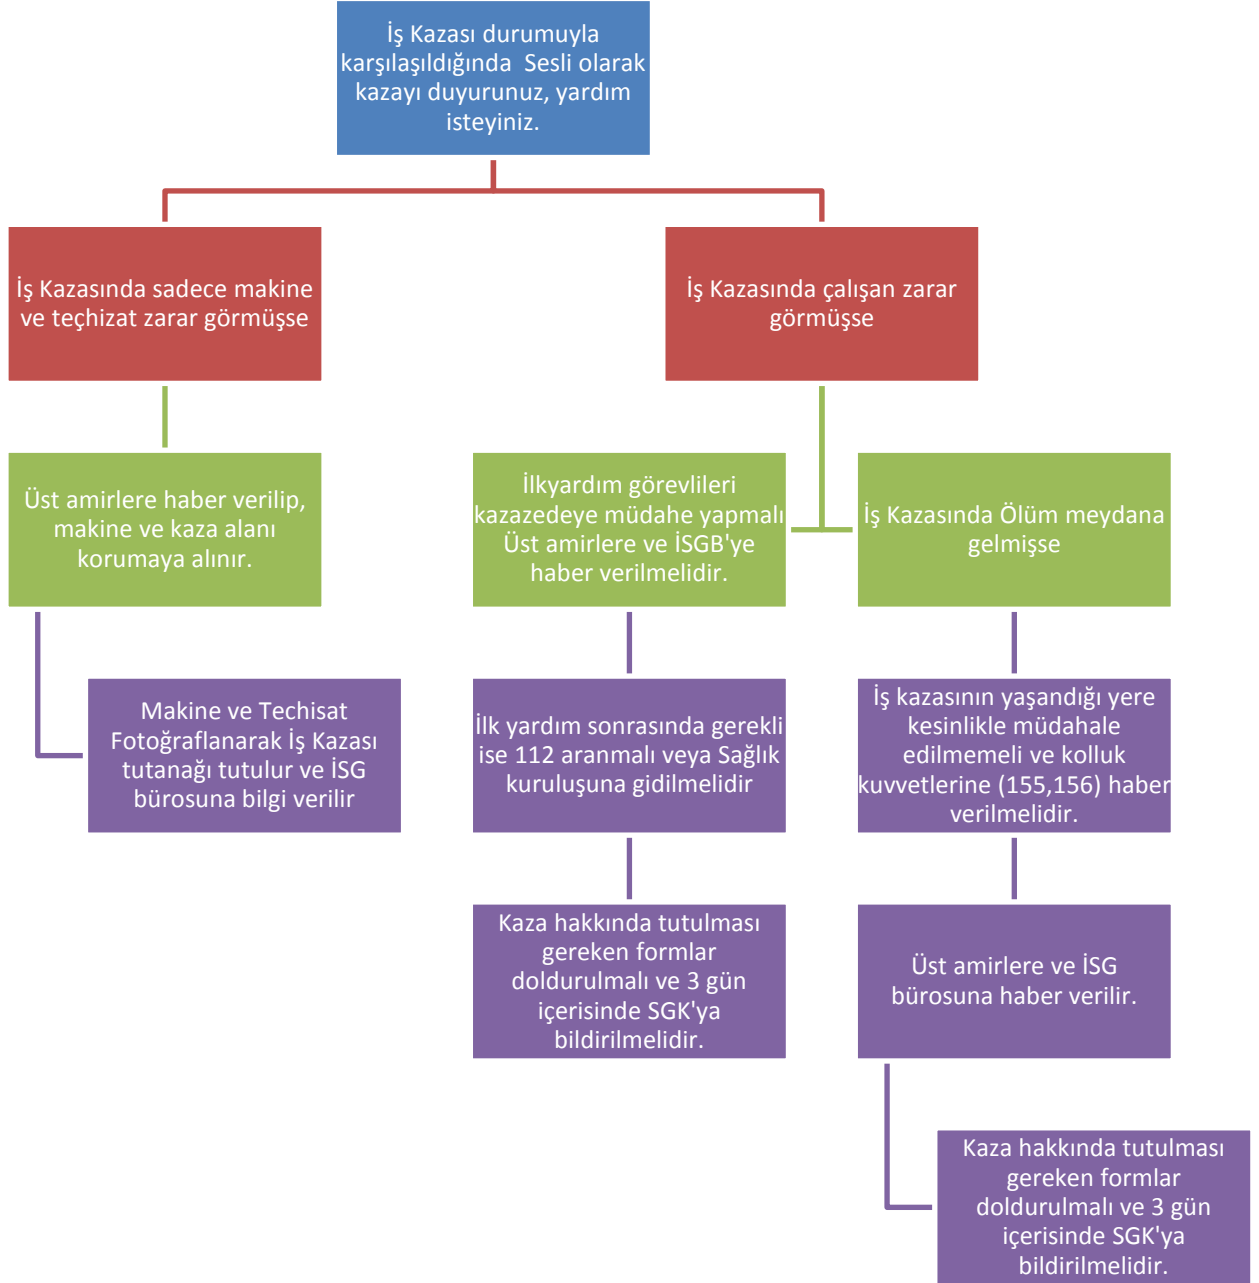 İş Kazası durumuyla
karşılaşıldığında  Sesli olarak
kazayı duyurunuz, yardım
isteyiniz.
İş Kazasında sadece makine
ve teçhizat zarar görmüşse
İş Kazasında çalışan zarar
görmüşse
Üst amirlere haber verilip,
makine ve kaza alanı
korumaya alınır.
İlkyardım görevlileri
kazazedeye müdahe yapmalı
Üst amirlere ve İSGB'ye
haber verilmelidir.
İş Kazasında Ölüm meydana
gelmişse
Makine ve Techisat
Fotoğraflanarak İş Kazası
tutanağı tutulur ve İSG
bürosuna bilgi verilir
İlk yardım sonrasında gerekli
ise 112 aranmalı veya Sağlık
kuruluşuna gidilmelidir
İş kazasının yaşandığı yere
kesinlikle müdahale
edilmemeli ve kolluk
kuvvetlerine (155,156) haber
verilmelidir.
Kaza hakkında tutulması
gereken formlar
doldurulmalı ve 3 gün
içerisinde SGK'ya
bildirilmelidir.
Üst amirlere ve İSG
bürosuna haber verilir.
Kaza hakkında tutulması
gereken formlar
doldurulmalı ve 3 gün
içerisinde SGK'ya
bildirilmelidir.